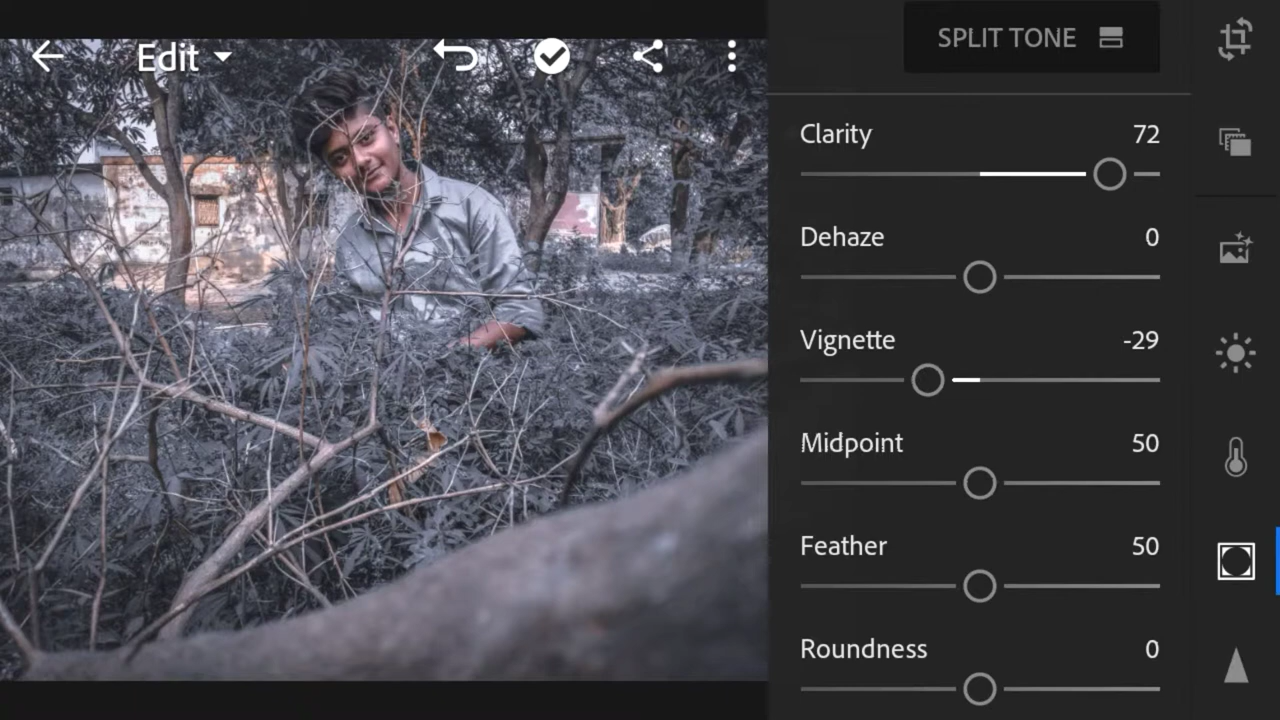 Edit
SPLIT TONE
Clarity 72
Dehaze 0
Vignette -29
Midpoint 50
Feather 50
Roundness 0